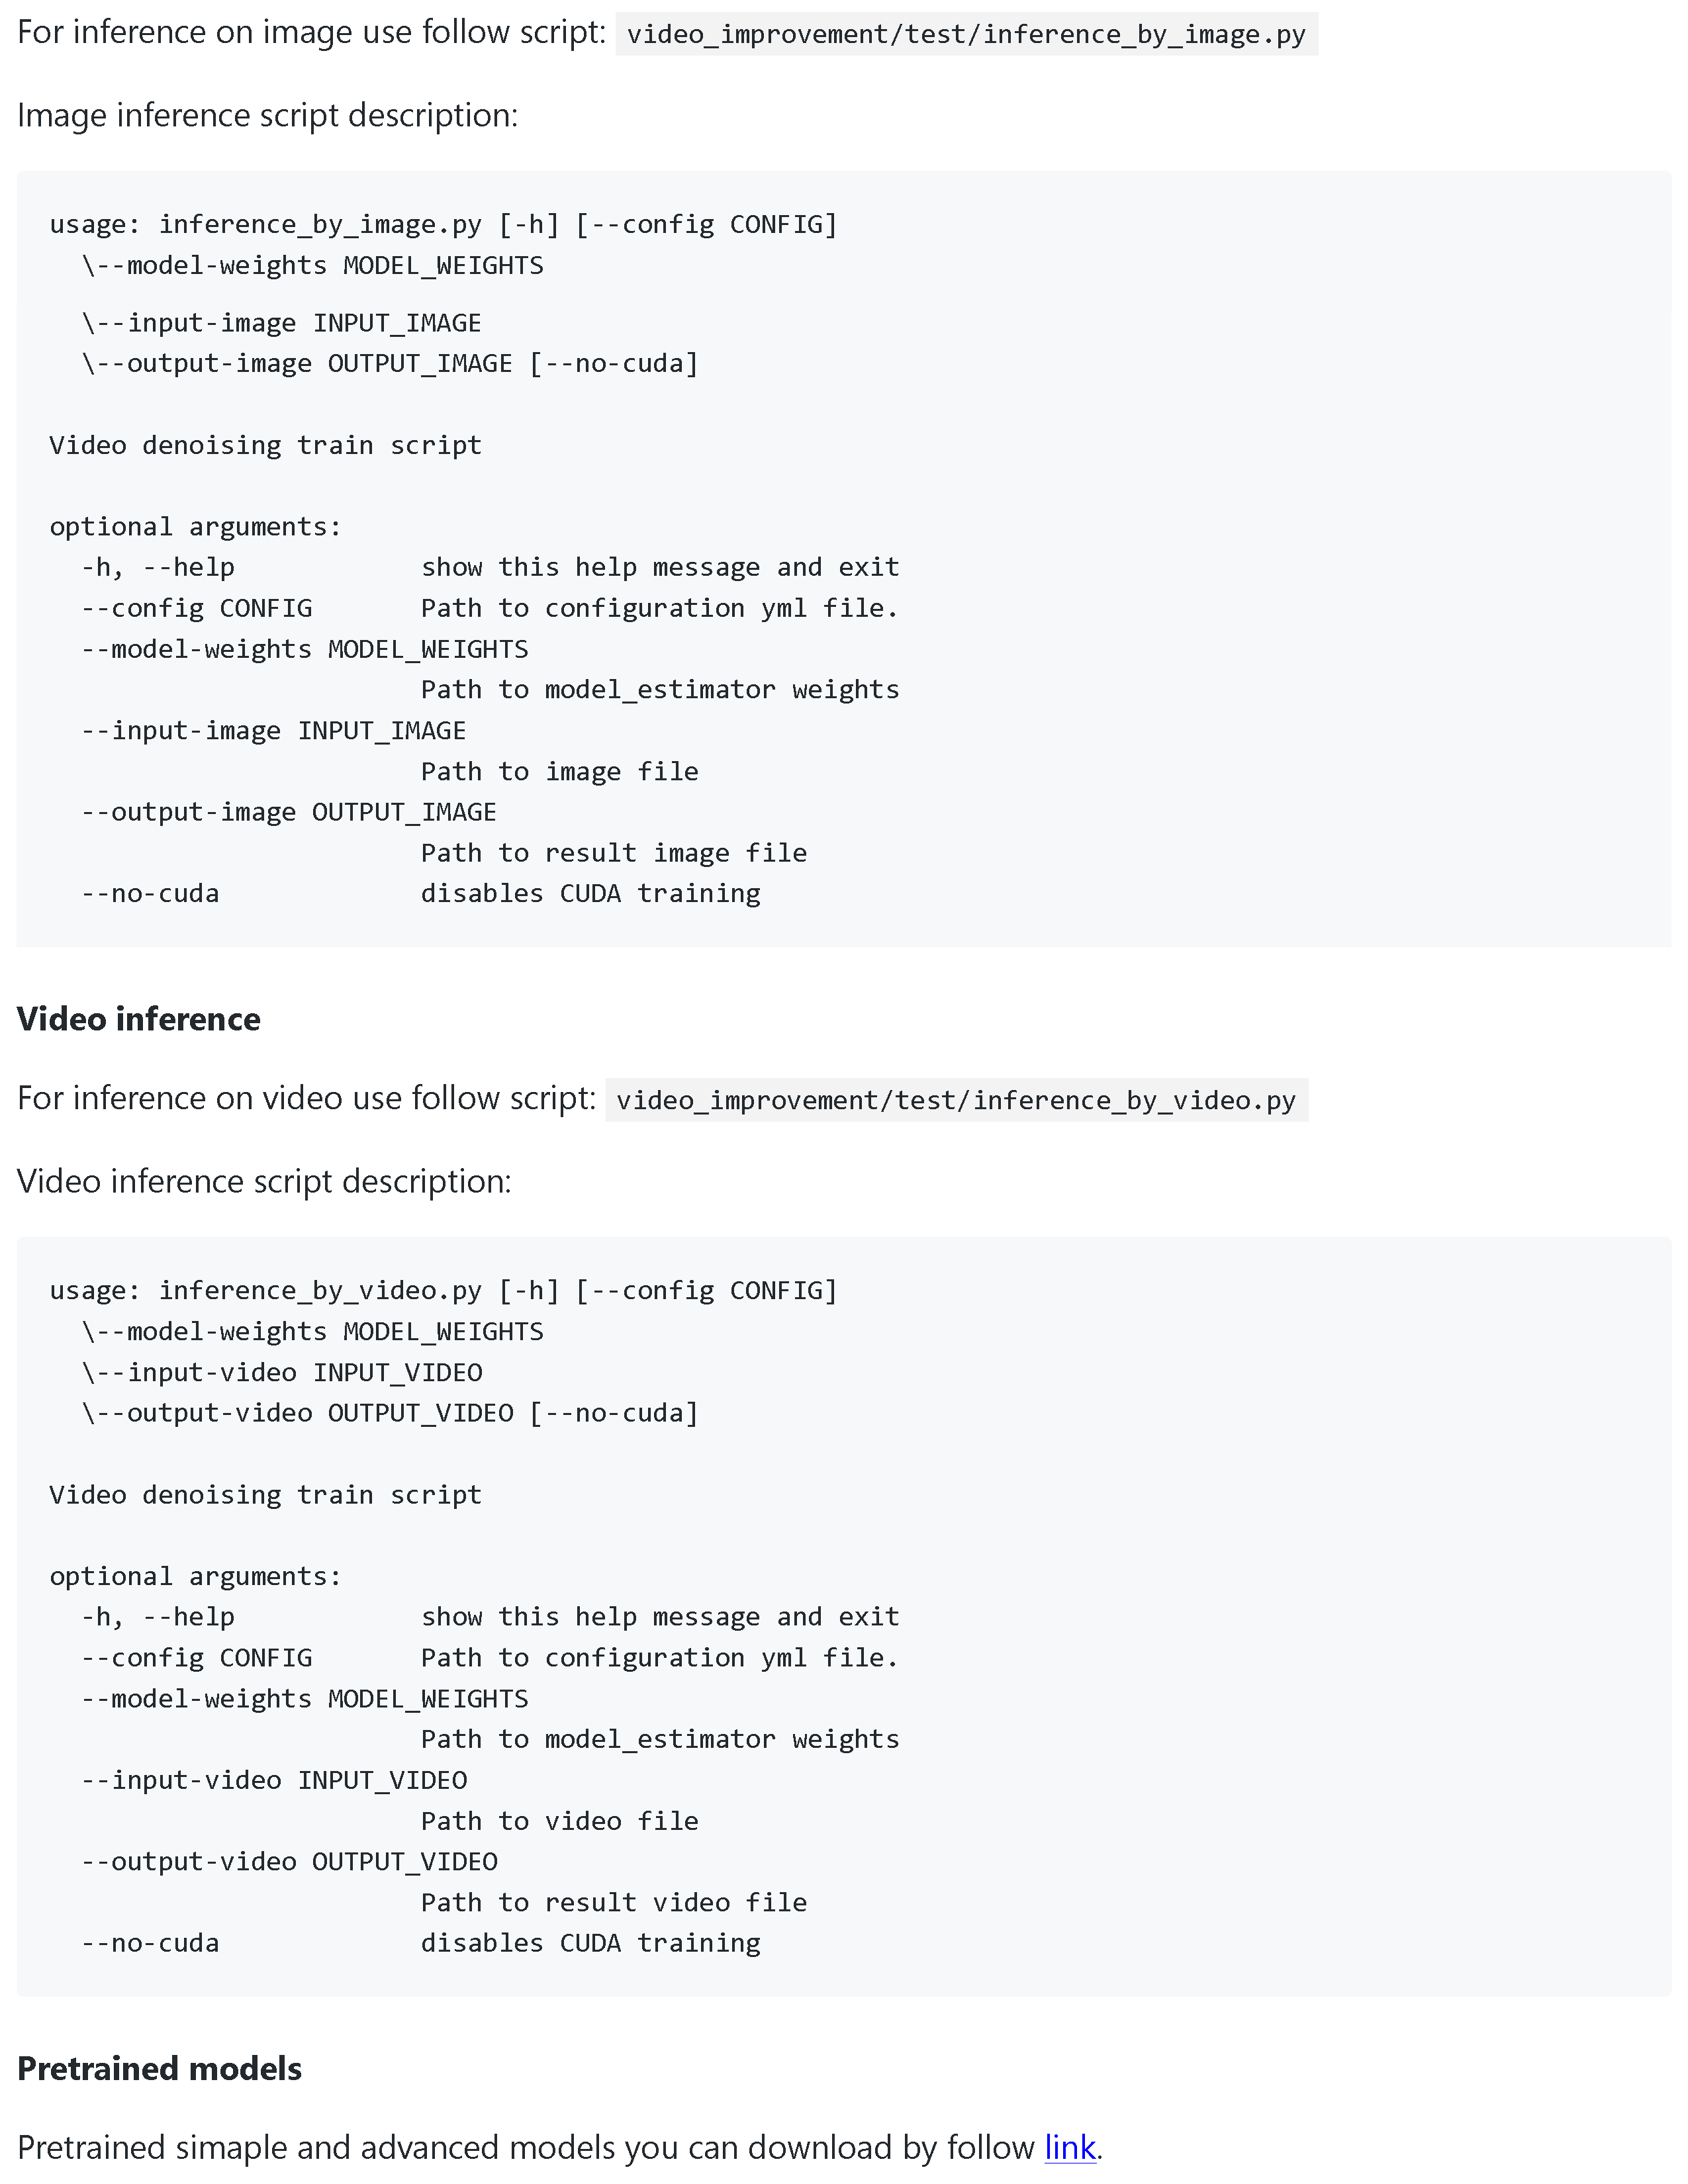 For inference on image use follow script: video_improvement/test/inference_by_image.py
Image inference script description:
usage: inference_by_image.py [-h] [--config CONFIG]
\--model-weights MODEL_WEIGHTS
\--input-image INPUT_IMAGE
\--output-image OUTPUT_IMAGE [--no-cuda]
Video denoising train script
optional arguments:
-h, --help show this help message and exit
--config CONFIG Path to configuration yml file.
--model-weights MODEL_WEIGHTS
Path to model_estimator weights
--input-image INPUT_IMAGE
Path to image file
--output-image OUTPUT_IMAGE
Path to result image file
--no-cuda disables CUDA training
Video inference
For inference on video use follow script: video_improvement/test/inference_by_video.py
Video inference script description:
usage: inference_by_video.py [-h] [--config CONFIG]
\--model-weights MODEL_WEIGHTS
\--input-video INPUT_VIDEO
\--output-video OUTPUT_VIDEO [--no-cuda]
Video denoising train script
optional arguments:
-h, --help show this help message and exit
--config CONFIG Path to configuration yml file.
--model-weights MODEL_WEIGHTS
Path to model_estimator weights
--input-video INPUT_VIDEO
Path to video file
--output-video OUTPUT_VIDEO
Path to result video file
--no-cuda disables CUDA training
Pretrained models
Pretrained simaple and advanced models you can download by follow link.